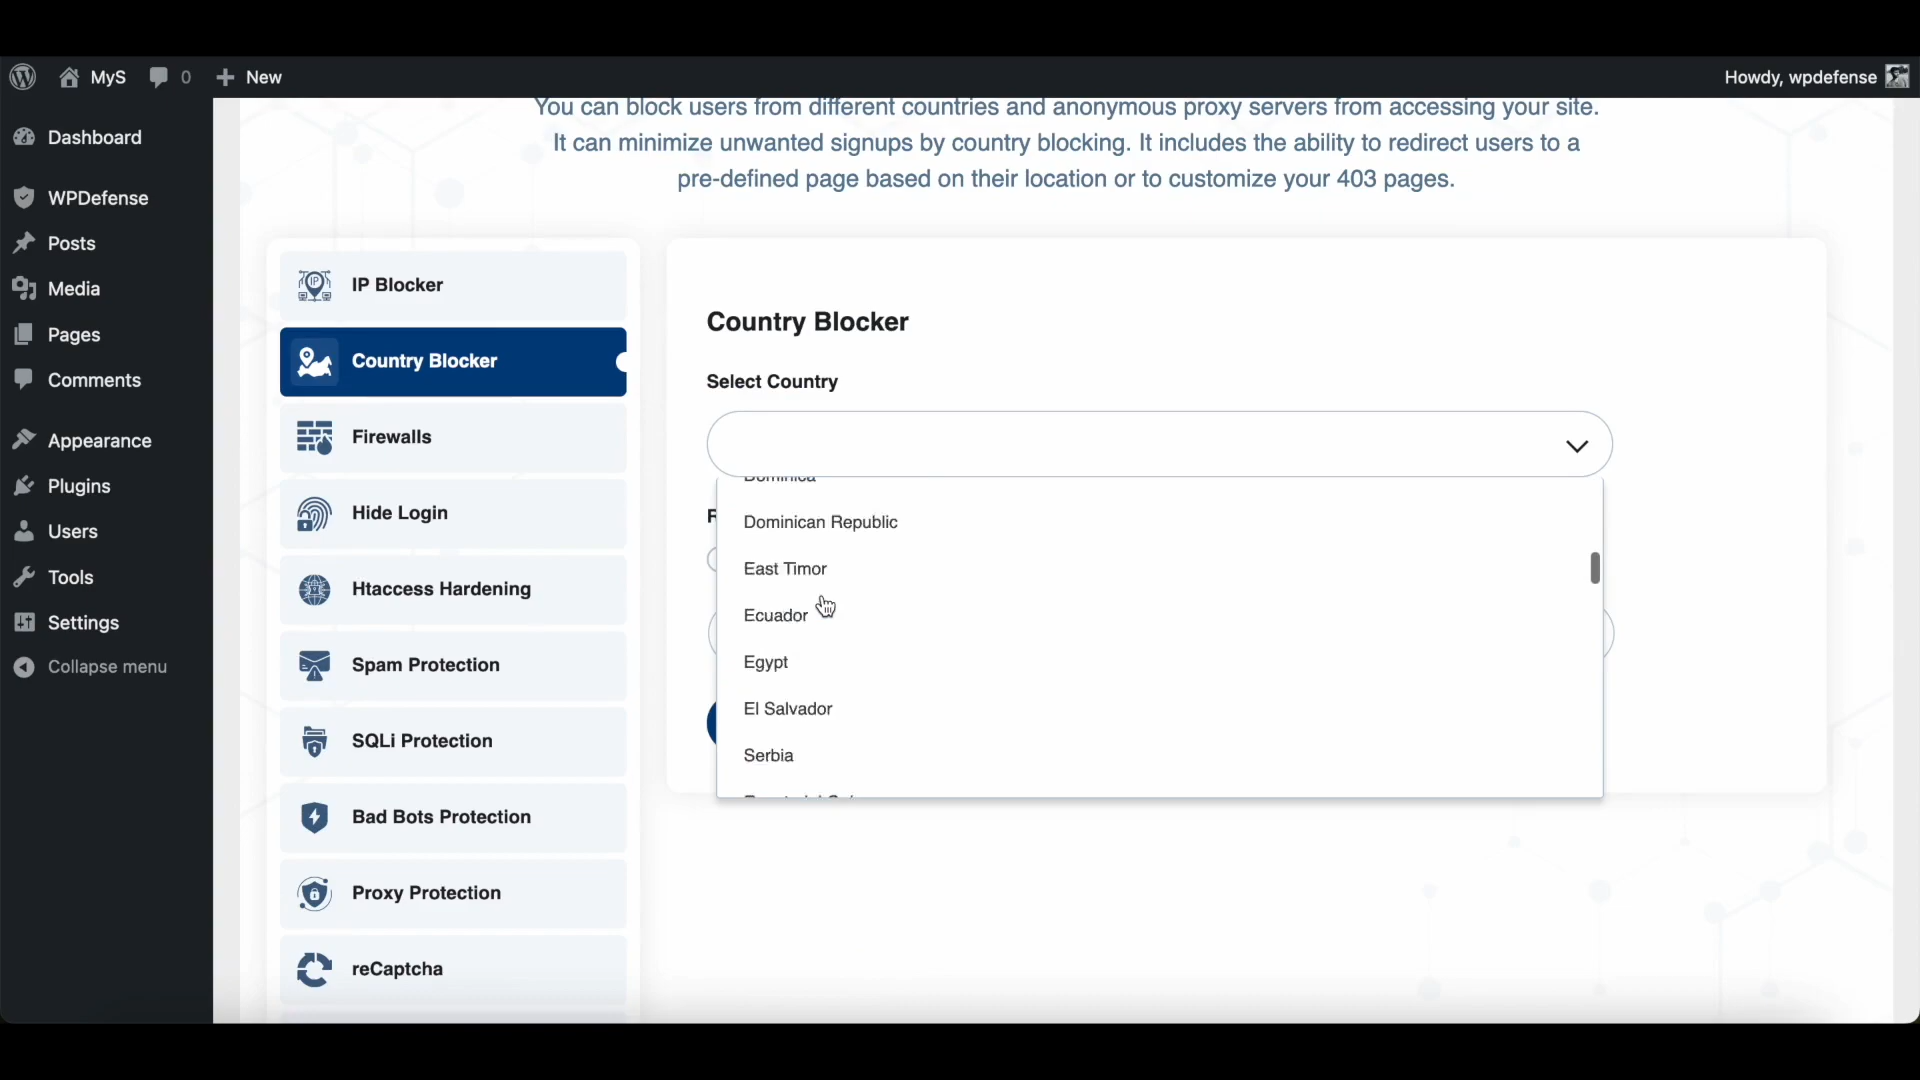 MyS
0
New
Howdy, wpdefense
Dashboard
WPDefense
Posts
Media
Pages
Comments
Appearance
Plugins
Users
Tools
Settings
Collapse menu
You can block users from different countries and anonymous proxy servers from accessing your site.
It can minimize unwanted signups by country blocking. It includes the ability to redirect users to a
pre-defined page based on their location or to customize your 403 pages.
IP
IP Blocker
Country Blocker
Firewalls
Hide Login
Htaccess Hardening
Spam Protection
SQLi Protection
Bad Bots Protection
Proxy Protection
reCaptcha
Country Blocker
Select Country
Dominica
Dominican Republic
East Timor
Ecuador
Egypt
El Salvador
Serbia